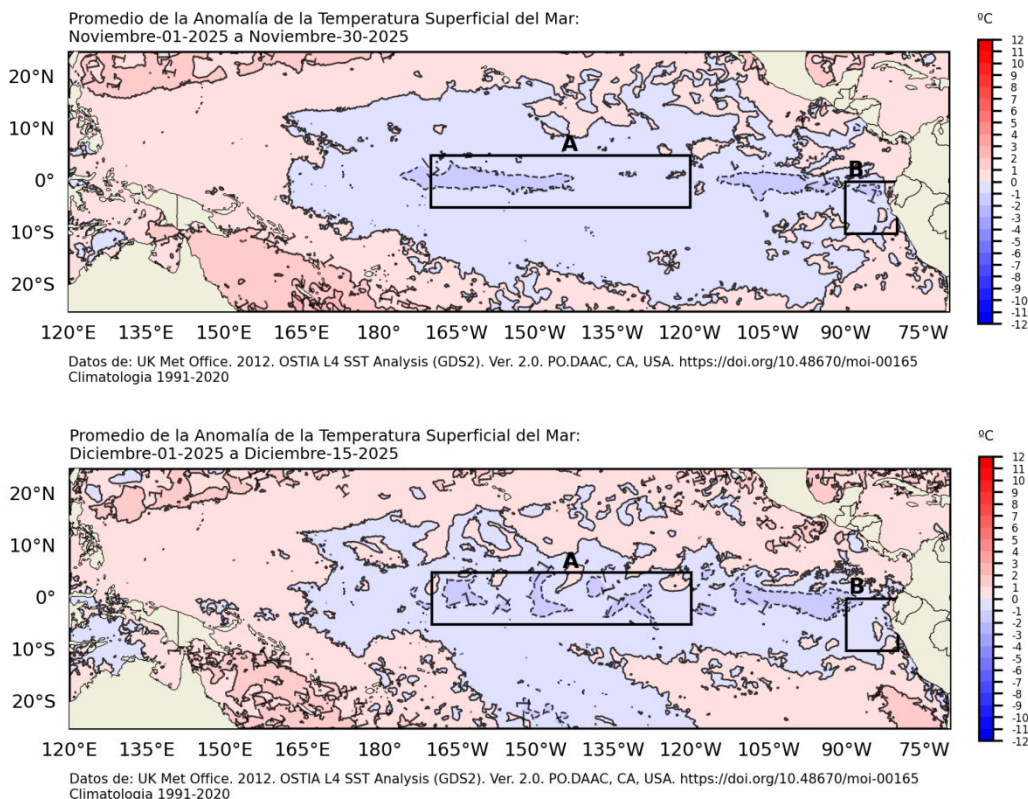 Promedio de la Anomalía de la Temperatura Superficial del Mar:
Noviembre-01-2025 a Noviembre-30-2025
ºC
20°N
10°N
0°
10°S
20°S
A
B
12
11
10
9
8
7
6
5
4
3
2
1
0
-1
-2
-3
-4
-5
-6
-7
-8
-9
-10
-11
-12
120°E 135°E 150°E 165°E 180° 165°W 150°W 135°W 120°W 105°W 90°W 75°W
Datos de: UK Met Office. 2012. OSTIA L4 SST Analysis (GDS2). Ver. 2.0. PO.DAAC, CA, USA. https://doi.org/10.48670/moi-00165
Climatologia 1991-2020
Promedio de la Anomalía de la Temperatura Superficial del Mar:
Diciembre-01-2025 a Diciembre-15-2025
ºC
20°N
10°N
0°
10°S
20°S
A
B
12
11
10
9
8
7
6
5
4
3
2
1
0
-1
-2
-3
-4
-5
-6
-7
-8
-9
-10
-11
-12
120°E 135°E 150°E 165°E 180° 165°W 150°W 135°W 120°W 105°W 90°W 75°W
Datos de: UK Met Office. 2012. OSTIA L4 SST Analysis (GDS2). Ver. 2.0. PO.DAAC, CA, USA. https://doi.org/10.48670/moi-00165
Climatologia 1991-2020